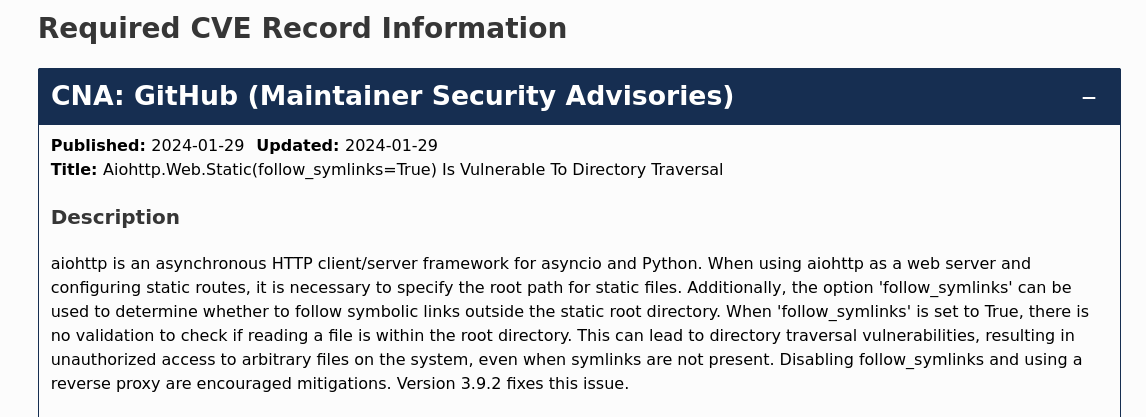 Required CVE Record Information
CNA: GitHub (Maintainer Security Advisories) –
Published: 2024-01-29 Updated: 2024-01-29
Title: Aiohttp.Web.Static(follow_symlinks=True) Is Vulnerable To Directory Traversal
Description
aiohttp is an asynchronous HTTP client/server framework for asyncio and Python. When using aiohttp as a web server and
configuring static routes, it is necessary to specify the root path for static files. Additionally, the option 'follow_symlinks' can be
used to determine whether to follow symbolic links outside the static root directory. When 'follow_symlinks' is set to True, there is
no validation to check if reading a file is within the root directory. This can lead to directory traversal vulnerabilities, resulting in
unauthorized access to arbitrary files on the system, even when symlinks are not present. Disabling follow_symlinks and using a
reverse proxy are encouraged mitigations. Version 3.9.2 fixes this issue.